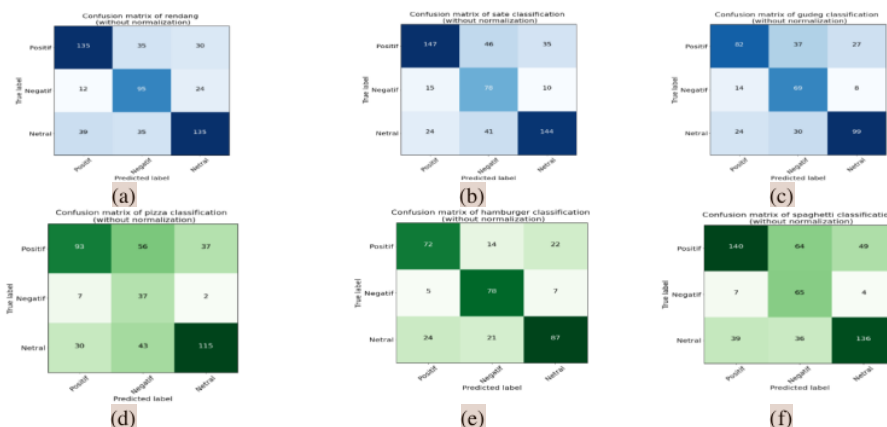 Confusion matrix of rendang
(without normalization)
Positif 135 35 30
Negatif 12 95 24
Netral 39 35 135
True label
Positif Negatif Netral
Predicted label
(a)
Confusion matrix of sate classification
(without normalization)
Positif 147 46 35
Negatif 15 78 10
Netral 24 41 144
True label
Positif Negatif Netral
Predicted label
(b)
Confusion matrix of gudeg classification
(without normalization)
Positif 82 37 27
Negatif 14 69 8
Netral 24 30 99
True label
Positif Negatif Netral
Predicted label
(c)
Confusion matrix of pizza classification
(without normalization)
Positif 93 56 37
Negatif 7 37 2
Netral 30 43 115
True label
Positif Negatif Netral
Predicted label
(d)
Confusion matrix of hamburger classification
(without normalization)
Positif 72 14 22
Negatif 5 78 7
Netral 24 21 87
True label
Positif Negatif Netral
Predicted label
(e)
Confusion matrix of spaghetti classification
(without normalization)
Positif 140 64 49
Negatif 7 65 4
Netral 39 36 136
True label
Positif Negatif Netral
Predicted label
(f)